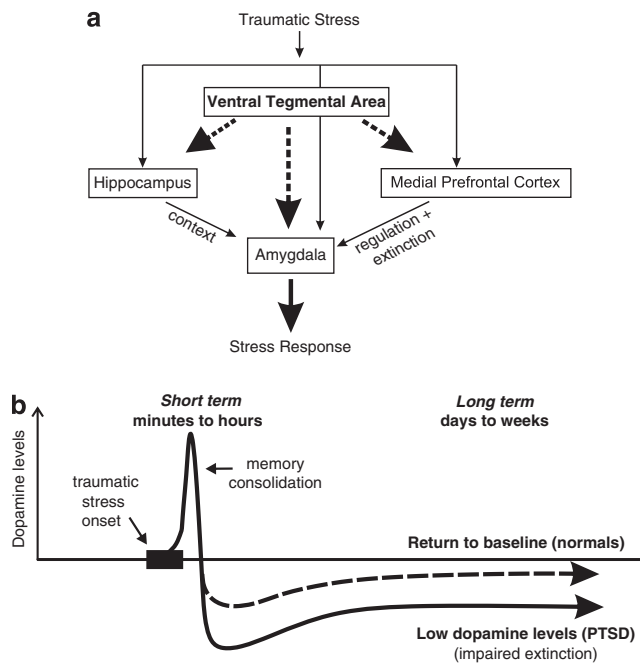 a
Traumatic Stress
Ventral Tegmental Area
Hippocampus
Medial Prefrontal Cortex
context
regulation +
extinction
Amygdala
Stress Response
b
Short term
minutes to hours
Long term
days to weeks
Dopamine levels
traumatic
stress
onset
memory
consolidation
Return to baseline (normals)
Low dopamine levels (PTSD)
(impaired extinction)